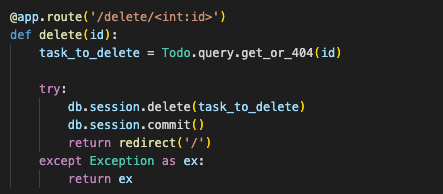 @app.route('/delete/<int:id>')
def delete(id):
    task_to_delete = Todo.query.get_or_404(id)

    try:
        db.session.delete(task_to_delete)
        db.session.commit()
        return redirect('/')
    except Exception as ex:
        return ex